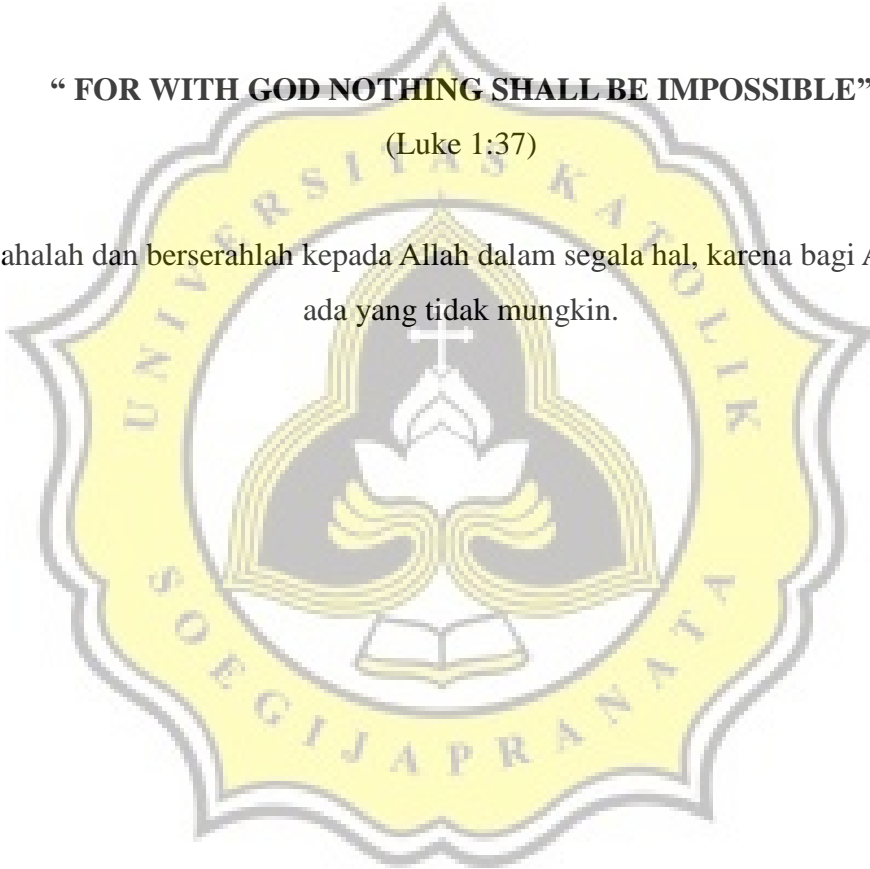 “ FOR WITH GOD NOTHING SHALL BE IMPOSSIBLE”
(Luke 1:37)
ahalah dan berserahlah kepada Allah dalam segala hal, karena bagi A
ada yang tidak mungkin.
UNIVERSITAS KATOLIK
SOEGIJAPRANATA